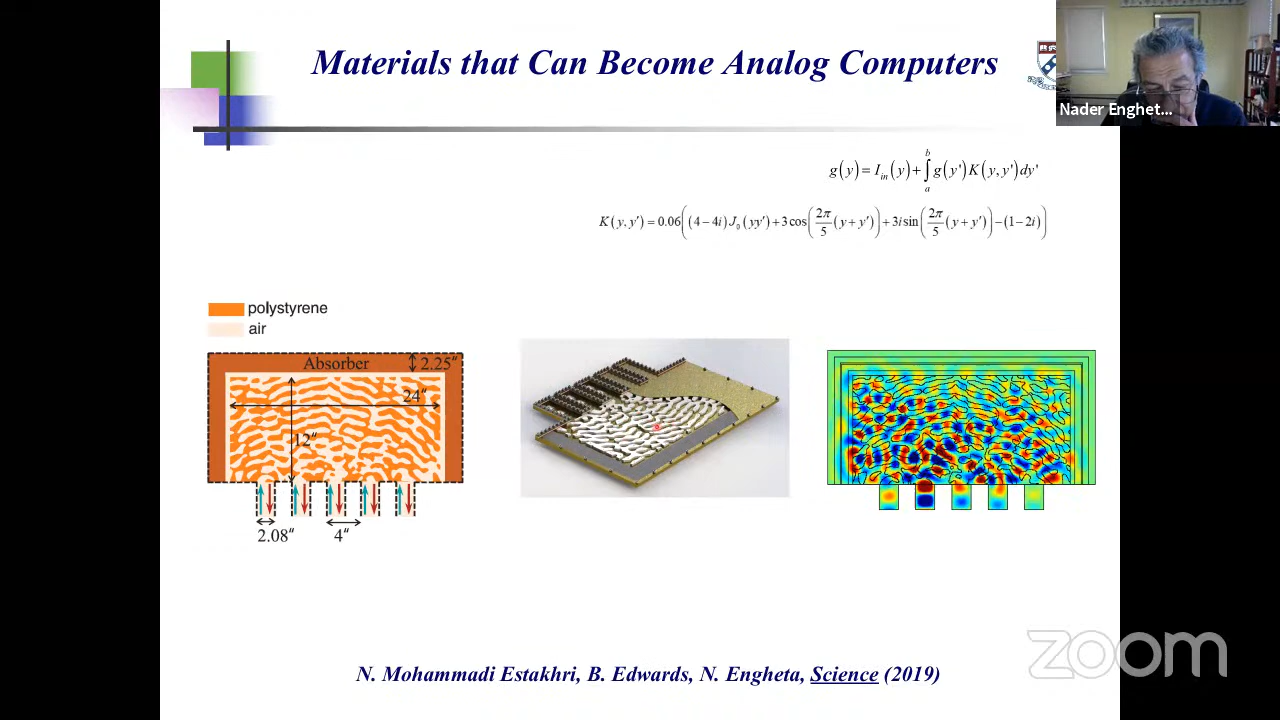 Materials that Can Become Analog Computers
Nader Enghet...
g(y) = I_in(y) + ∫_a^b g(y')K(y, y')dy'
K(y, y′) = 0.06((4−4i)J_0(yy′)+3cos(2π/5(y+y′))+3i sin(2π/5(y+y′))−(1−2i))
polystyrene
air
Absorber
2.25"
24"
12"
2.08"
4"
N. Mohammadi Estakhri, B. Edwards, N. Engheta, Science (2019)
zoom